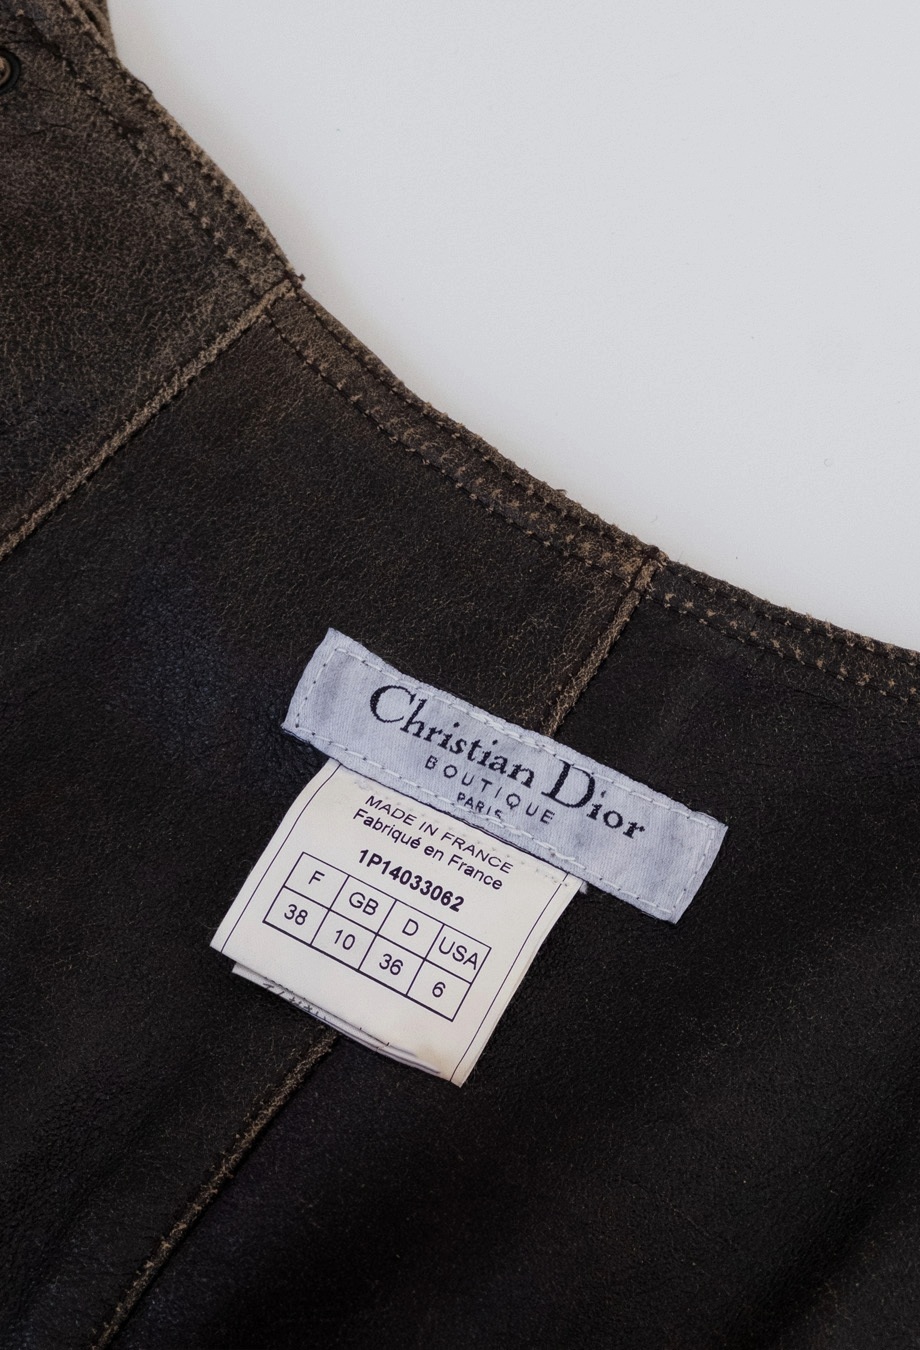 Christian Dior
BOUTIQUE
PARIS
MADE IN FRANCE
Fabriqué en France
1P14033062
F GB D USA
38 10 36 6